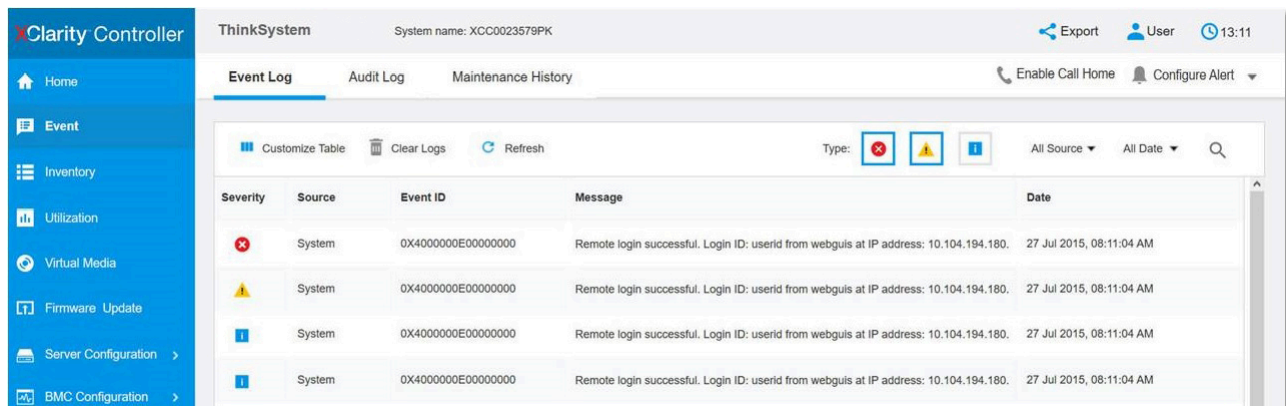 XClarity Controller
ThinkSystem System name: XCC0023579PK Export User 13:11
Home
Event Log Audit Log Maintenance History Enable Call Home Configure Alert
Event
Customize Table Clear Logs Refresh Type: All Source All Date
Inventory
Severity Source Event ID Message Date
Utilization
System 0X4000000E00000000 Remote login successful. Login ID: userid from webguis at IP address: 10.104.194.180. 27 Jul 2015, 08:11:04 AM
Virtual Media
System 0X4000000E00000000 Remote login successful. Login ID: userid from webguis at IP address: 10.104.194.180. 27 Jul 2015, 08:11:04 AM
Firmware Update
System 0X4000000E00000000 Remote login successful. Login ID: userid from webguis at IP address: 10.104.194.180. 27 Jul 2015, 08:11:04 AM
Server Configuration
System 0X4000000E00000000 Remote login successful. Login ID: userid from webguis at IP address: 10.104.194.180. 27 Jul 2015, 08:11:04 AM
BMC Configuration